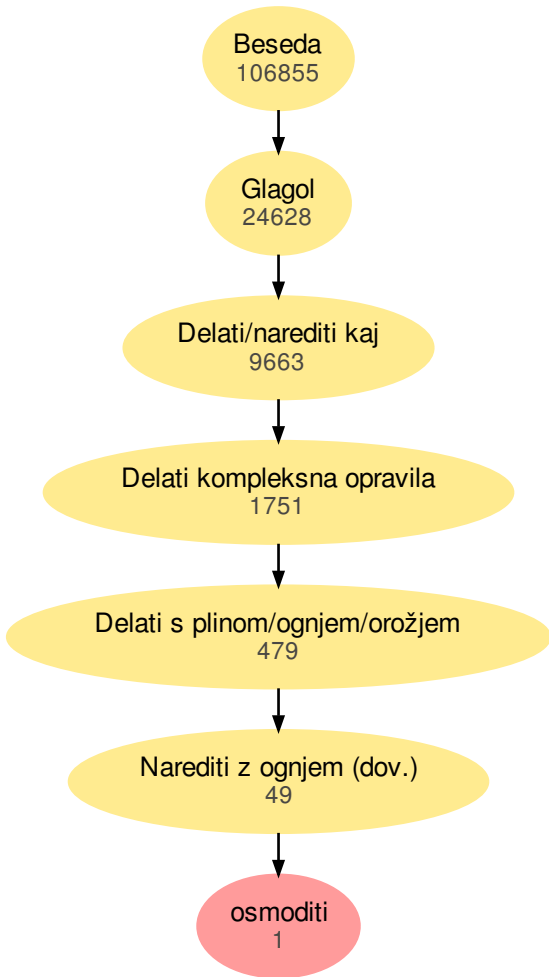 Beseda
106855
Glagol
24628
Delati/narediti kaj
9663
Delati kompleksna opravila
1751
Delati s plinom/ognjem/orožjem
479
Narediti z ognjem (dov.)
49
osmoditi
1